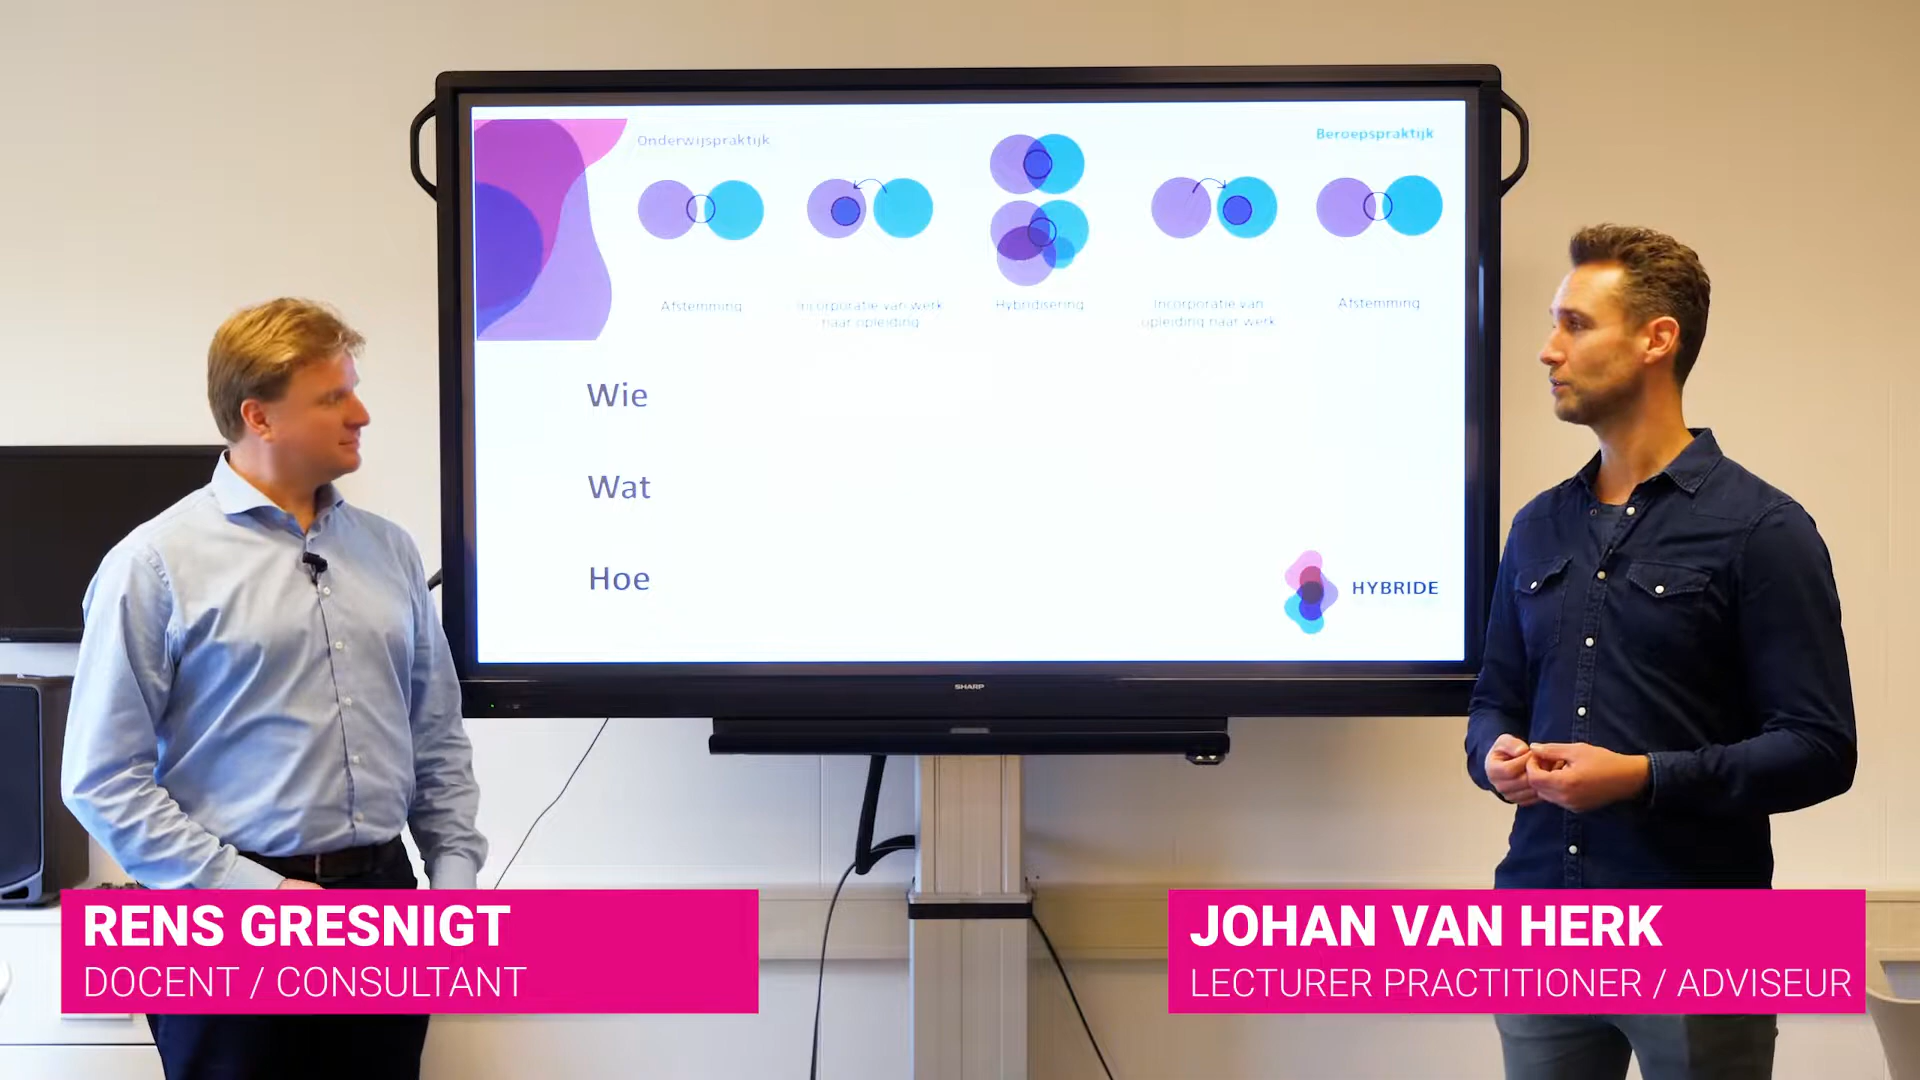 Onderwijspraktijk
Beroepspraktijk
Afstemming
Incorporatie van werk
naar opleiding
Hybridisering
Incorporatie van
opleiding naar werk
Afstemming
Wie
Wat
Hoe
HYBRIDE
SHARP
RENS GRESNIGT
DOCENT / CONSULTANT
JOHAN VAN HERK
LECTURER PRACTITIONER / ADVISEUR